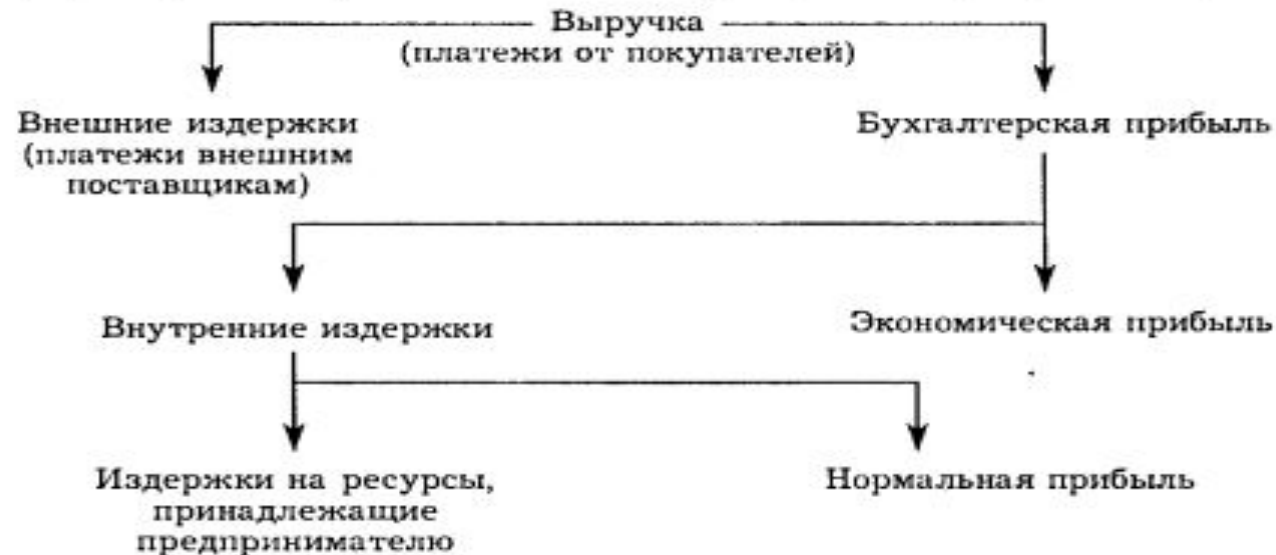 Выручка
(платежи от покупателей)
Внешние издержки
(платежи внешним
поставщикам)
Бухгалтерская прибыль
Внутренние издержки
Экономическая прибыль
Издержки на ресурсы,
принадлежащие
предпринимателю
Нормальная прибыль